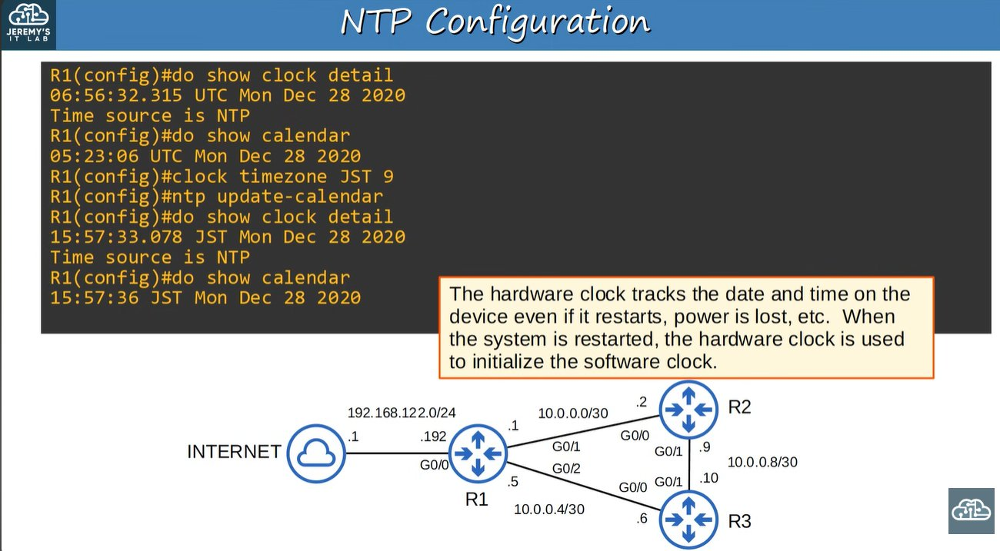 JEREMY'S
IT LAB
NTP Configuration
R1(config)#do show clock detail
06:56:32.315 UTC Mon Dec 28 2020
Time source is NTP
R1(config)#do show calendar
05:23:06 UTC Mon Dec 28 2020
R1(config)#clock timezone JST 9
R1(config)#ntp update-calendar
R1(config)#do show clock detail
15:57:33.078 JST Mon Dec 28 2020
Time source is NTP
R1(config)#do show calendar
15:57:36 JST Mon Dec 28 2020
The hardware clock tracks the date and time on the
device even if it restarts, power is lost, etc.  When
the system is restarted, the hardware clock is used
to initialize the software clock.
INTERNET
192.168.122.0/24
.1
.192
G0/0
R1
.1
10.0.0.0/30
.2
G0/1
G0/0
R2
G0/2
.5
10.0.0.4/30
G0/1
.9
10.0.0.8/30
G0/0
G0/1
.10
.6
R3